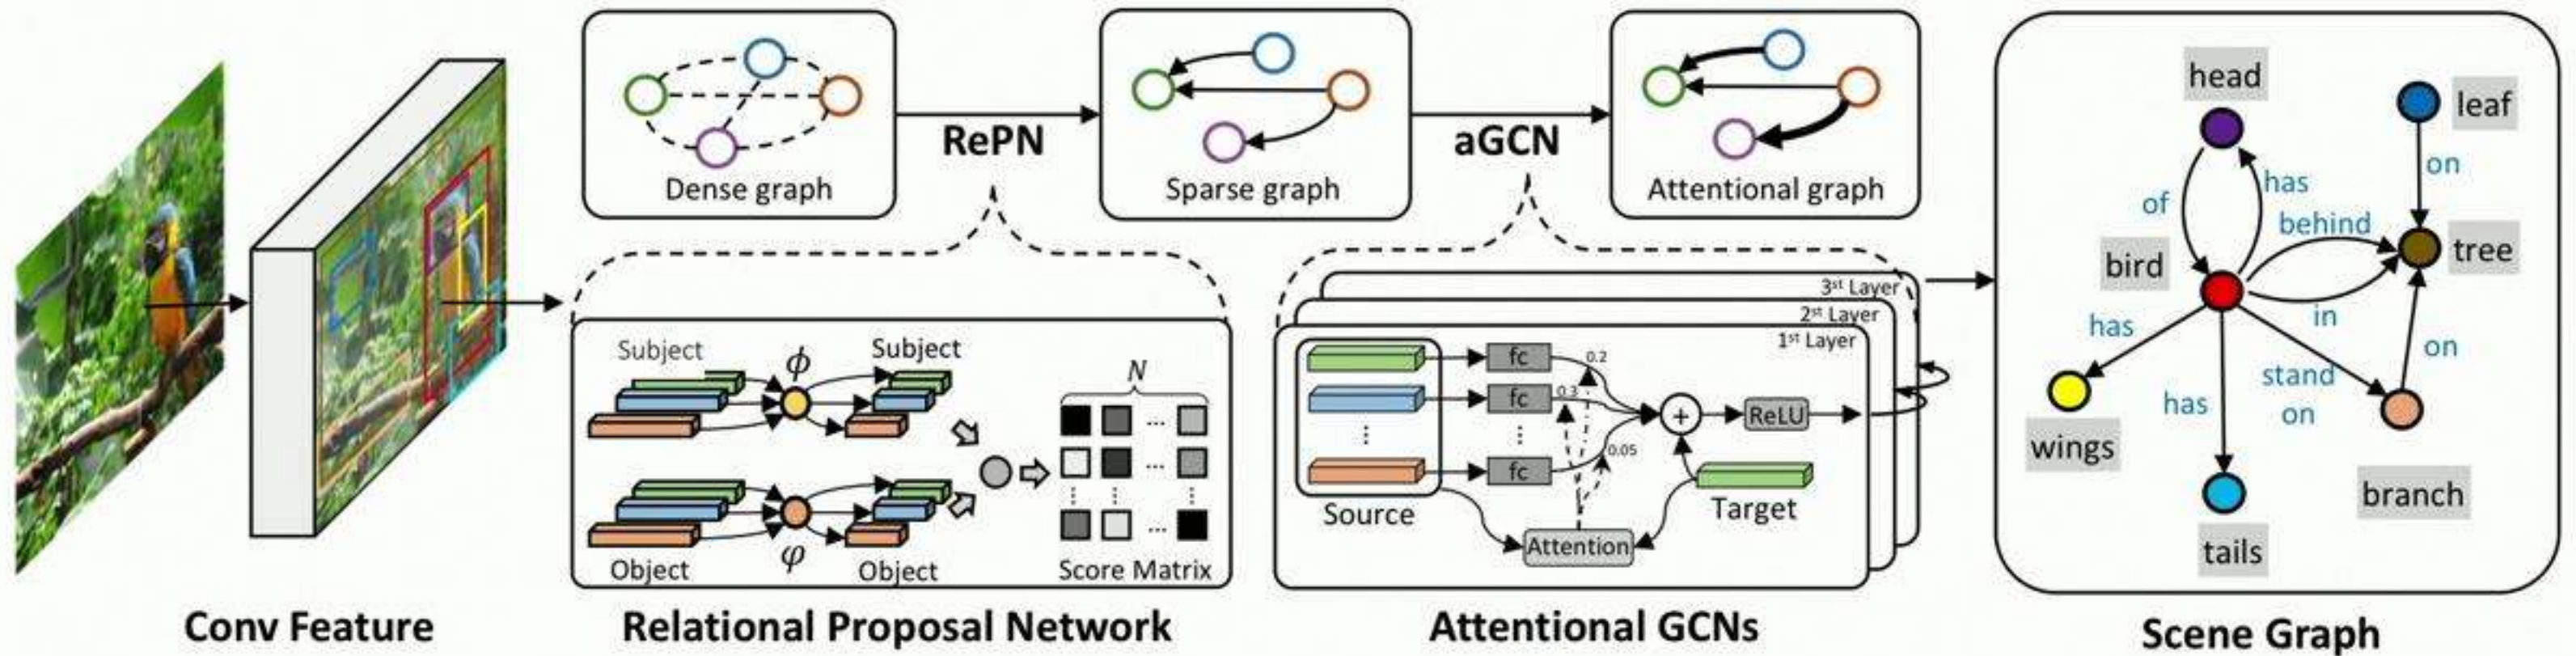 Dense graph
RePN
Sparse graph
aGCN
Attentional graph
Subject
ϕ
Subject
Object
φ
Object
N
...
...
...
Score Matrix
3st Layer
2st Layer
1st Layer
fc
0.2
fc
0.3
fc
0.05
+
ReLU
Source
Target
Attention
head
leaf
on
of
has
behind
bird
tree
in
has
on
stand
on
has
wings
branch
tails
Conv Feature
Relational Proposal Network
Attentional GCNs
Scene Graph